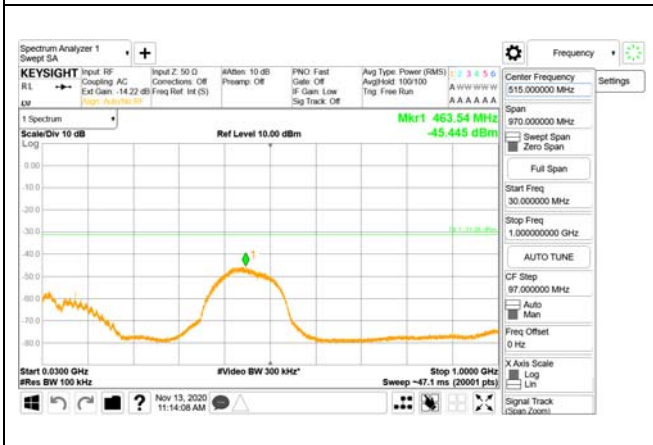 Spectrum Analyzer 1
Swept SA
+
Frequency
KEYSIGHT
RL
Input: RF
Coupling: AC
Ext Gain: -14.22 dB
Align: Auto/No RF
Input Z: 50 Ω
Corrections: Off
Freq Ref: Int (S)
#Atten: 10 dB
Preamp: Off
PNO: Fast
Gate: Off
IF Gain: Low
Sig Track: Off
Avg Type: Power (RMS)
Avg|Hold: 100/100
Trig: Free Run
1 2 3 4 5 6
A W W W W W
A A A A A A
1 Spectrum
Scale/Div 10 dB
Log
Ref Level 10.00 dBm
Mkr1 463.54 MHz
-45.445 dBm
0.00
-10.0
-20.0
-30.0
-40.0
-50.0
-60.0
-70.0
-80.0
1
Start 0.0300 GHz
#Res BW 100 kHz
#Video BW 300 kHz*
Stop 1.0000 GHz
Sweep ~47.1 ms (20001 pts)
?
Nov 13, 2020
11:14:08 AM
Center Frequency
515.000000 MHz
Settings
Span
970.000000 MHz
Swept Span
Zero Span
Full Span
Start Freq
30.000000 MHz
Stop Freq
1.000000000 GHz
AUTO TUNE
CF Step
97.000000 MHz
Auto
Man
Freq Offset
0 Hz
X Axis Scale
Log
Lin
Signal Track
(Span Zoom)